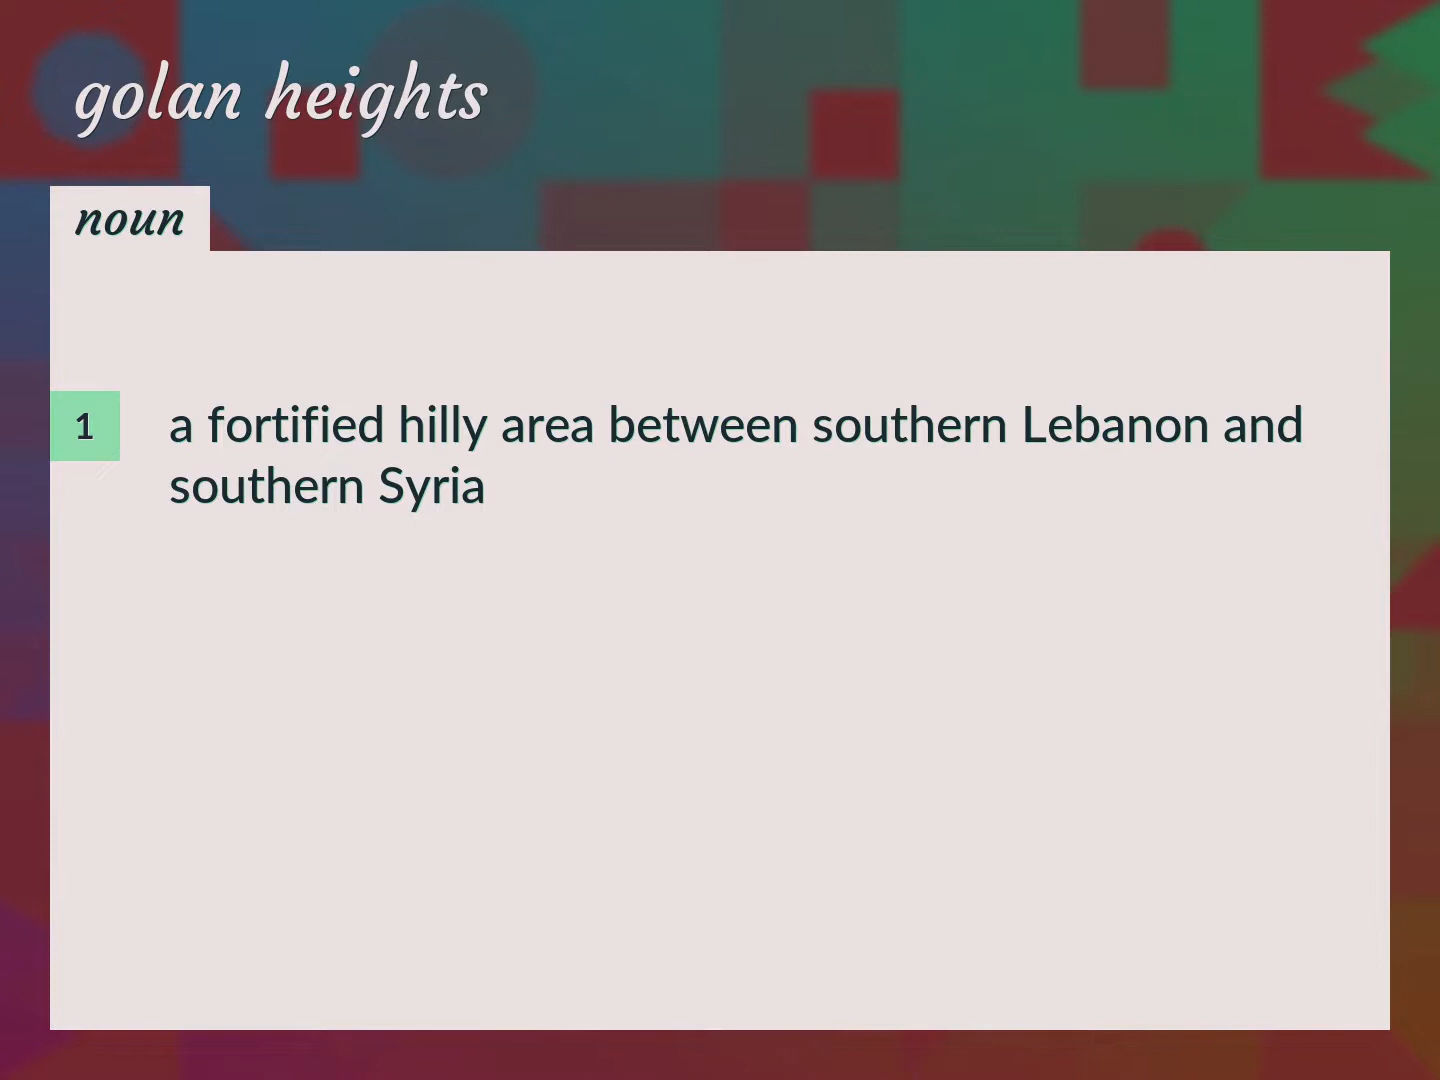 golan heights
noun
1
a fortified hilly area between southern Lebanon and
southern Syria